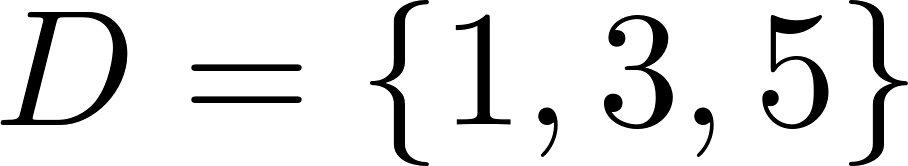 D = {1, 3, 5}